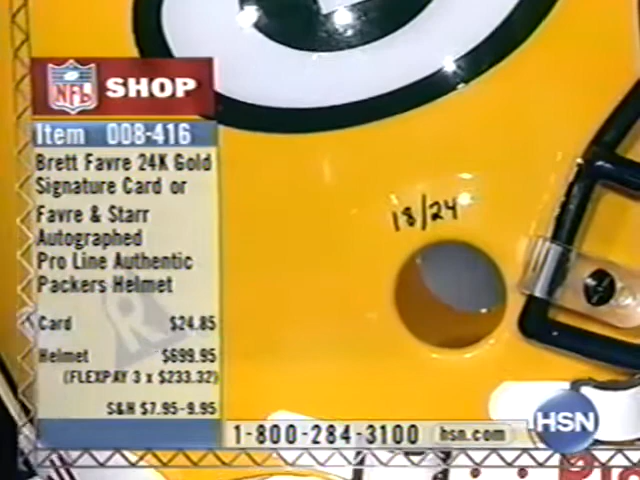 NFL
SHOP
Item 008-416
Brett Favre 24K Gold
Signature Card or
Favre & Starr
Autographed
Pro Line Authentic
Packers Helmet
Card $24.85
Helmet $699.95
(FLEXPAY 3 x $233.32)
S&H $7.95-9.95
18/24
1-800-284-3100 hsn.com
HSN